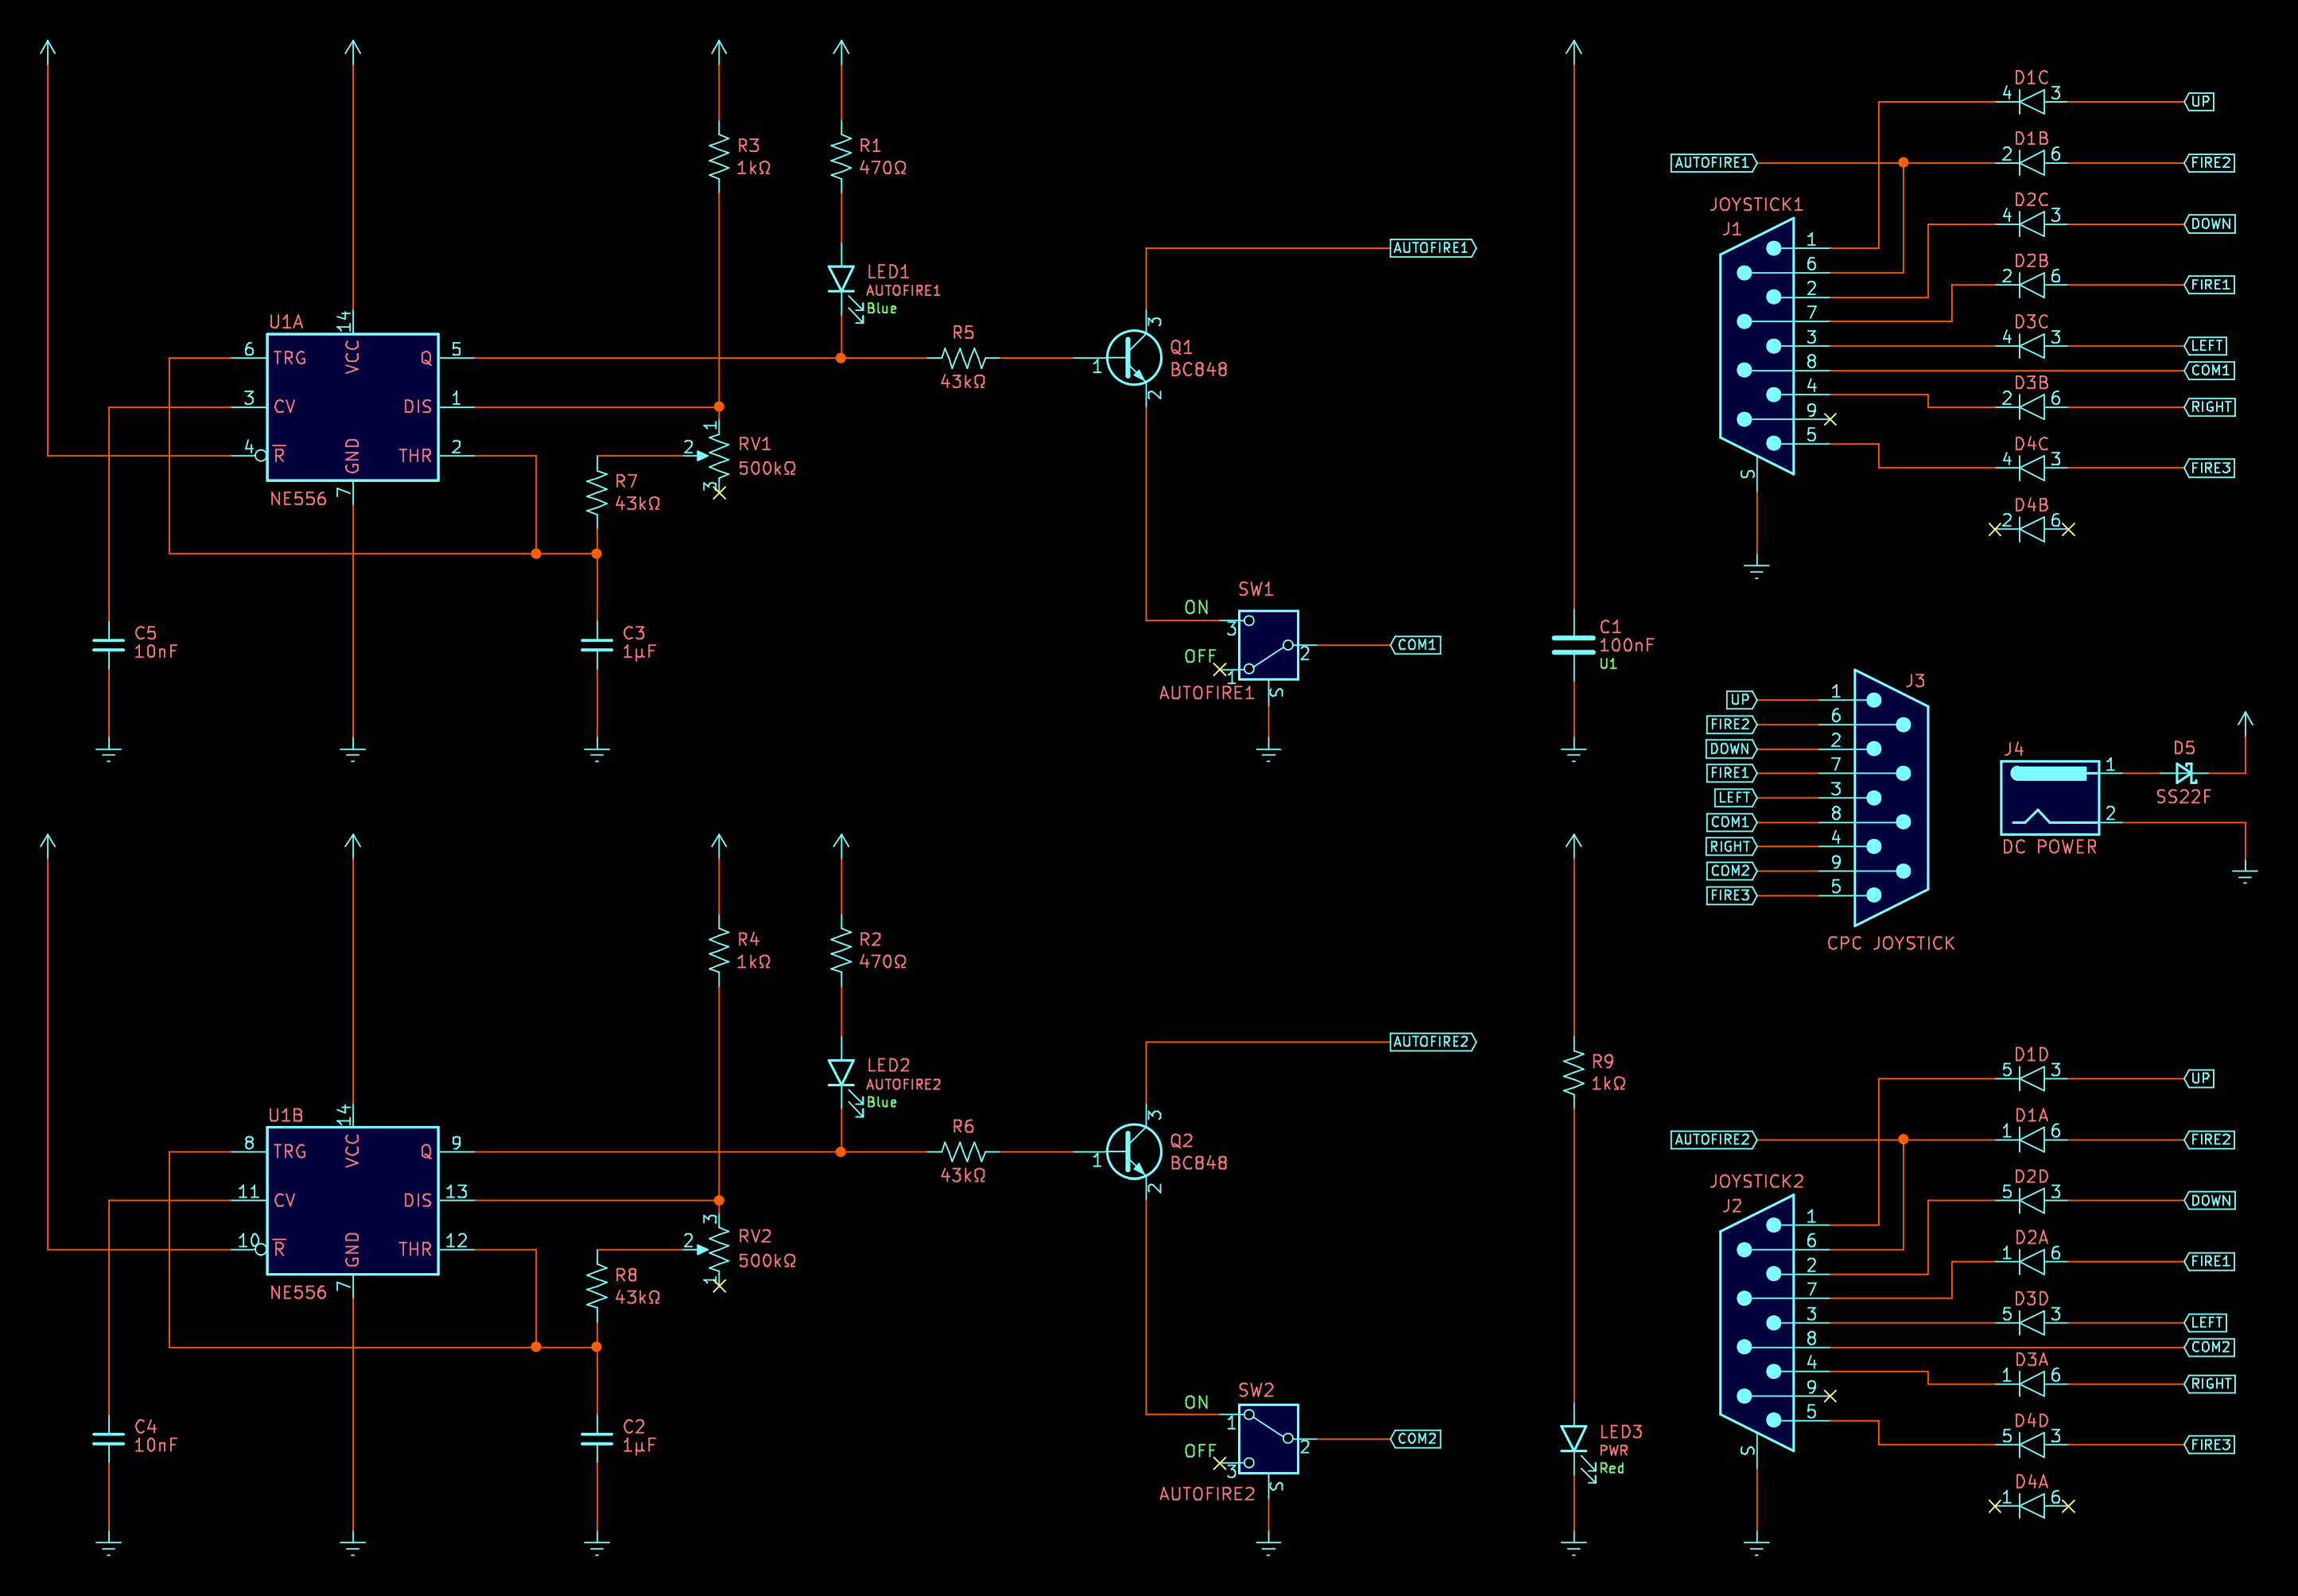 U1A
6
TRG
VCC
14
Q
5
3
CV
DIS
1
4
R
GND
7
THR
2
NE556
C5
10nF
R3
1kΩ
R1
470Ω
LED1
AUTOFIRE1
Blue
R5
43kΩ
1
2
RV1
500kΩ
3
R7
43kΩ
C3
1µF
3
1
2
Q1
BC848
AUTOFIRE1
SW1
ON
3
OFF
1
2
S
AUTOFIRE1
COM1
C1
100nF
U1
JOYSTICK1
J1
AUTOFIRE1
1
6
2
7
3
8
4
9
5
S
D1C
4
3
UP
D1B
2
6
FIRE2
D2C
4
3
DOWN
D2B
2
6
FIRE1
D3C
4
3
LEFT
COM1
D3B
2
6
RIGHT
D4C
4
3
FIRE3
D4B
2
6
J3
UP
1
FIRE2
6
DOWN
2
FIRE1
7
LEFT
3
COM1
8
RIGHT
4
COM2
9
FIRE3
5
CPC JOYSTICK
J4
1
2
DC POWER
D5
SS22F
U1B
8
TRG
VCC
14
Q
9
11
CV
DIS
13
10
R
GND
7
THR
12
NE556
C4
10nF
R4
1kΩ
R2
470Ω
LED2
AUTOFIRE2
Blue
R6
43kΩ
3
2
RV2
500kΩ
1
R8
43kΩ
C2
1µF
3
1
2
Q2
BC848
AUTOFIRE2
SW2
ON
1
OFF
3
2
S
AUTOFIRE2
COM2
R9
1kΩ
LED3
PWR
Red
JOYSTICK2
J2
AUTOFIRE2
1
6
2
7
3
8
4
9
5
S
D1D
5
3
UP
D1A
1
6
FIRE2
D2D
5
3
DOWN
D2A
1
6
FIRE1
D3D
5
3
LEFT
COM2
D3A
1
6
RIGHT
D4D
5
3
FIRE3
D4A
1
6